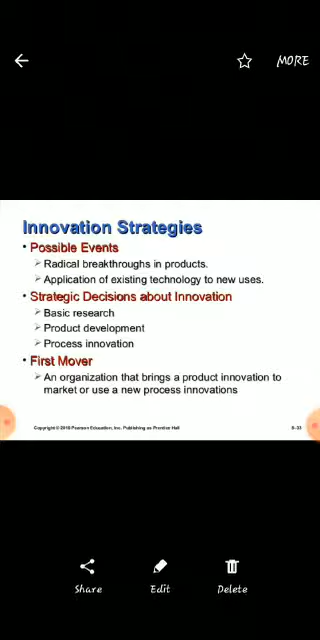 MORE
Innovation Strategies
• Possible Events
➢ Radical breakthroughs in products.
➢ Application of existing technology to new uses.
• Strategic Decisions about Innovation
➢ Basic research
➢ Product development
➢ Process innovation
• First Mover
➢ An organization that brings a product innovation to
market or use a new process innovations
Copyright © 2010 Pearson Education, Inc. Publishing as Prentice Hall
Share Edit Delete